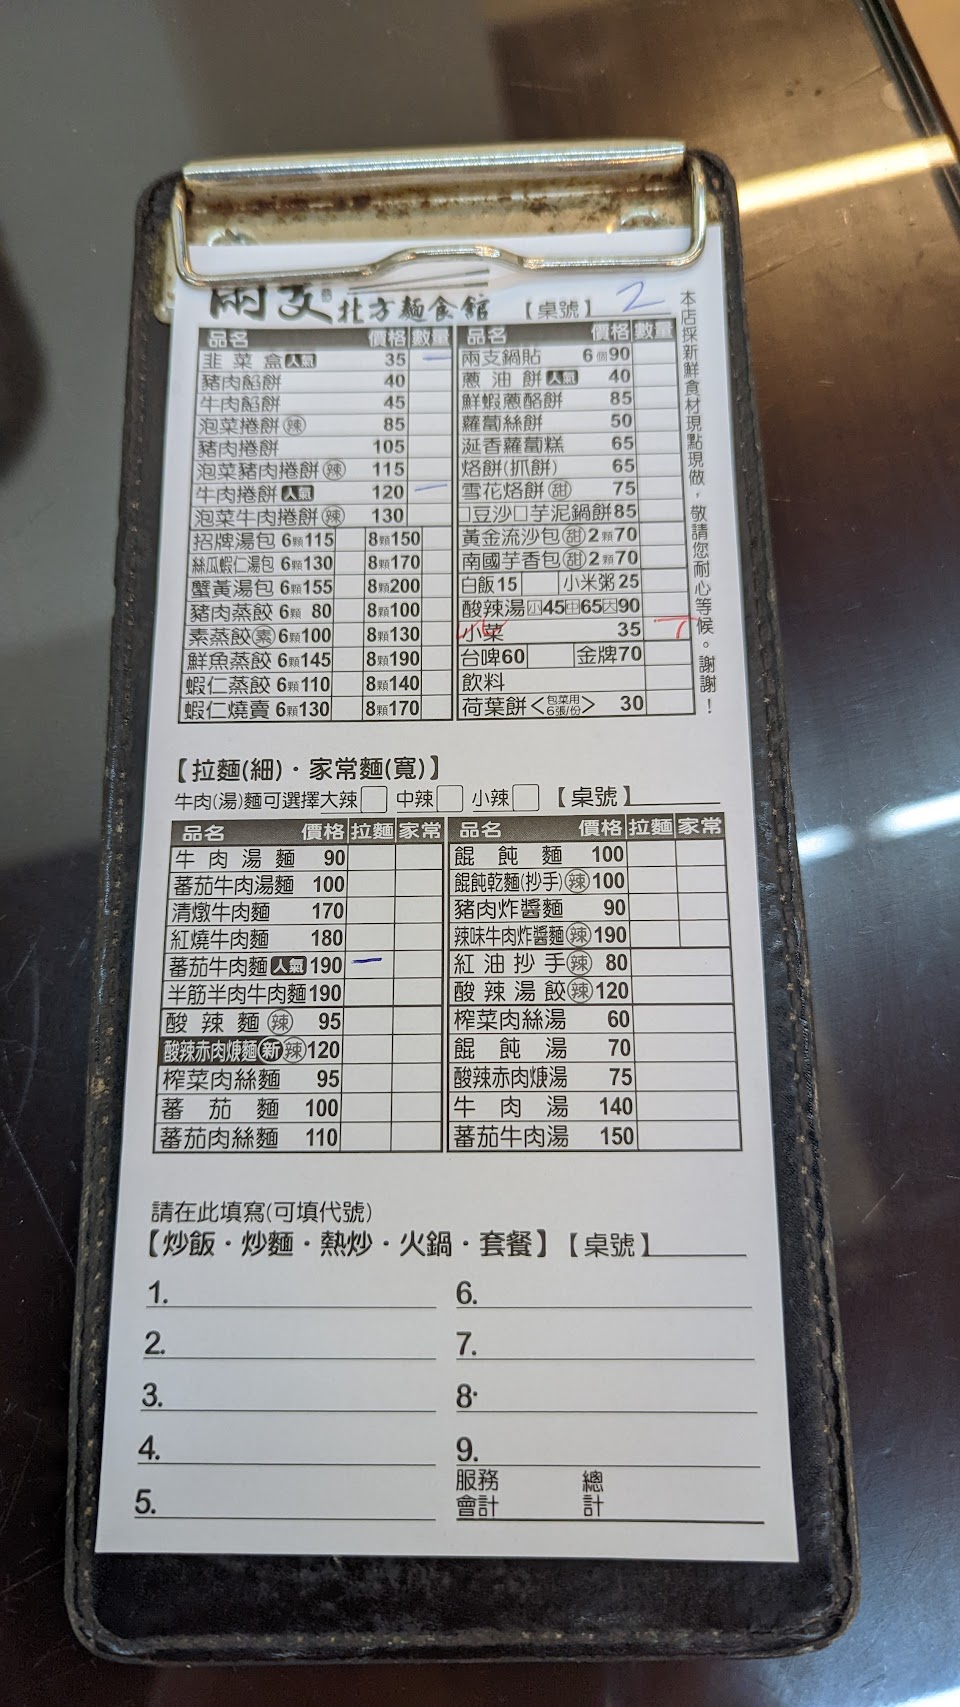 兩支 北方麵食館 【桌號】 2
品名 價格 數量
韭菜盒 人氣 35 一
豬肉餡餅 40
牛肉餡餅 45
泡菜捲餅 辣 85
豬肉捲餅 105
泡菜豬肉捲餅 辣 115
牛肉捲餅 人氣 120 一
泡菜牛肉捲餅 辣 130
招牌湯包 6顆115 8顆150
絲瓜蝦仁湯包 6顆130 8顆170
蟹黃湯包 6顆155 8顆200
豬肉蒸餃 6顆 80 8顆100
素蒸餃 素 6顆100 8顆130
鮮魚蒸餃 6顆145 8顆190
蝦仁蒸餃 6顆110 8顆140
蝦仁燒賣 6顆130 8顆170
品名 價格 數量
兩支鍋貼 6個90
蔥油餅 人氣 40
鮮蝦蔥酪餅 85
蘿蔔絲餅 50
涎香蘿蔔糕 65
烙餅(抓餅) 65
雪花烙餅 甜 75
□豆沙□芋泥鍋餅85
黃金流沙包 甜 2顆70
南國芋香包 甜 2顆70
白飯15 小米粥25
酸辣湯 小45中65大90
小菜 35
台啤60 金牌70
飲料
荷葉餅<包菜用 6張/份> 30
本店採新鮮食材現點現做，敬請您耐心等候。謝謝！
【拉麵(細)・家常麵(寬)】
牛肉(湯)麵可選擇大辣□ 中辣□ 小辣□ 【桌號】
品名 價格 拉麵 家常
牛肉湯麵 90
蕃茄牛肉湯麵 100
清燉牛肉麵 170
紅燒牛肉麵 180
蕃茄牛肉麵 人氣 190 一
半筋半肉牛肉麵190
酸辣麵 辣 95
酸辣赤肉焿麵 新 辣 120
榨菜肉絲麵 95
蕃茄麵 100
蕃茄肉絲麵 110
品名 價格 拉麵 家常
餛飩麵 100
餛飩乾麵(抄手) 辣 100
豬肉炸醬麵 90
辣味牛肉炸醬麵 辣 190
紅油抄手 辣 80
酸辣湯餃 辣 120
榨菜肉絲湯 60
餛飩湯 70
酸辣赤肉焿湯 75
牛肉湯 140
蕃茄牛肉湯 150
請在此填寫(可填代號)
【炒飯・炒麵・熱炒・火鍋・套餐】【桌號】
1.
2.
3.
4.
5.
6.
7.
8.
9.
服務 總
會計 計